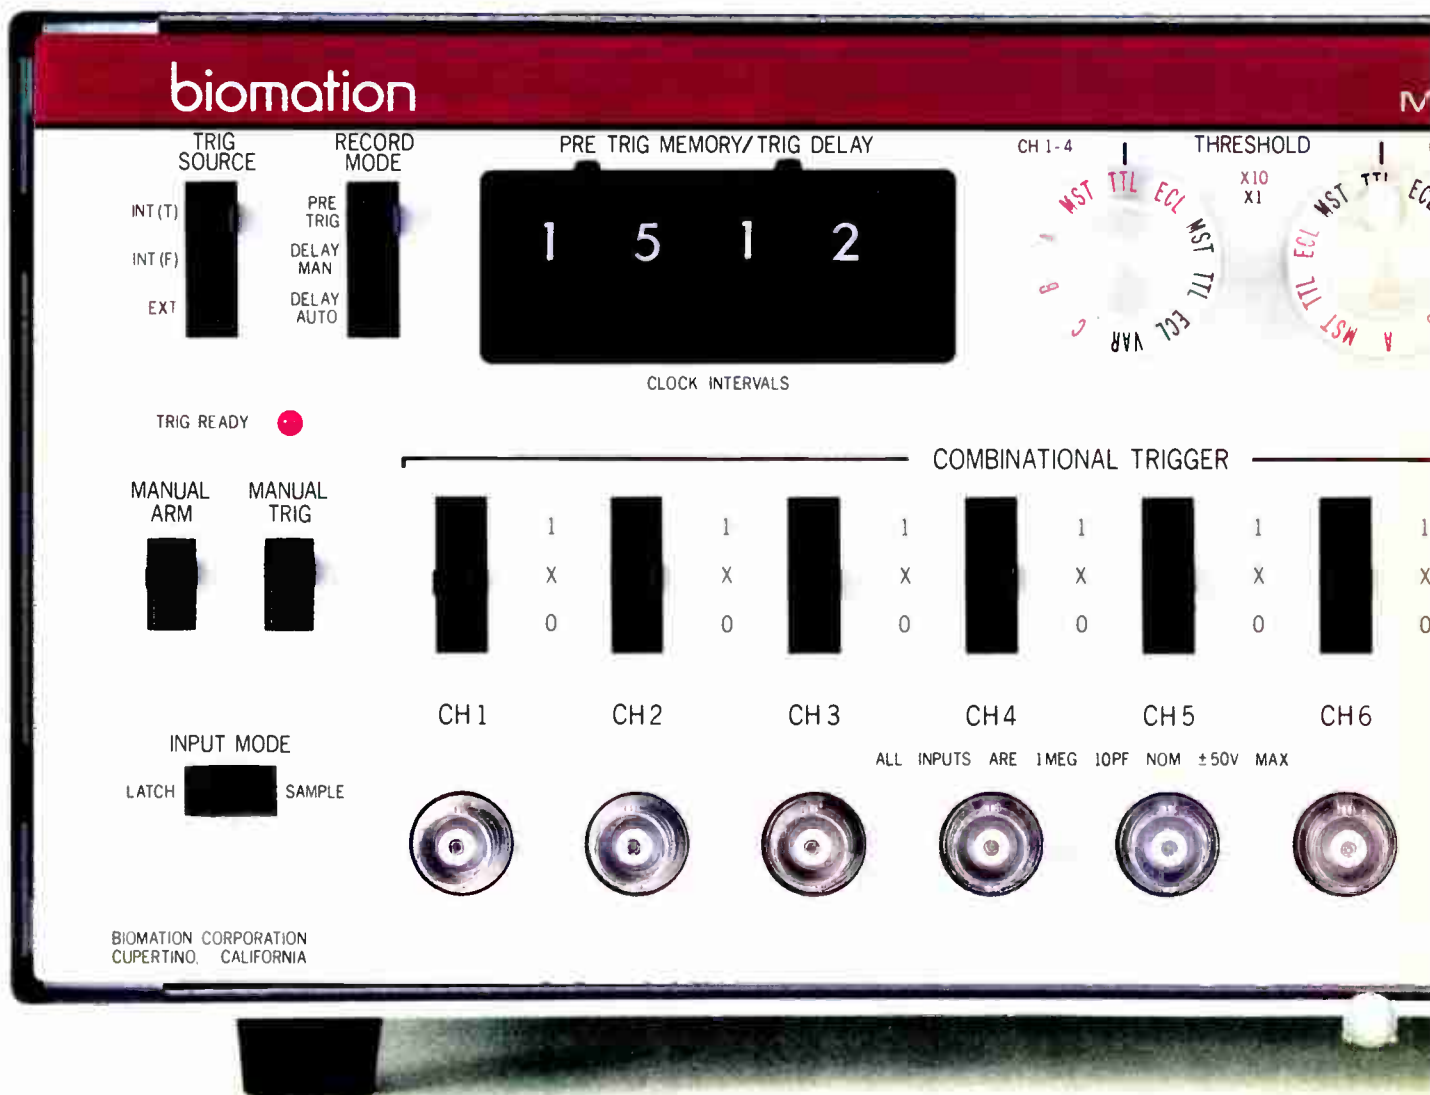 biomation
TRIG
SOURCE
INT (T)
INT (F)
EXT
RECORD
MODE
PRE
TRIG
DELAY
MAN
DELAY
AUTO
PRE TRIG MEMORY/TRIG DELAY
1 5 1 2
CLOCK INTERVALS
CH 1-4
THRESHOLD
X10
X1
MST TTL ECL MST TTL ECL VAR C B
ECL MST TTL
TTL MST A
TRIG READY
MANUAL
ARM
MANUAL
TRIG
COMBINATIONAL TRIGGER
1 1 1 1 1 1
X X X X X X
0 0 0 0 0 0
CH 1 CH 2 CH 3 CH 4 CH 5 CH 6
INPUT MODE
LATCH SAMPLE
ALL INPUTS ARE 1MEG 10PF NOM ±50V MAX
BIOMATION CORPORATION
CUPERTINO, CALIFORNIA